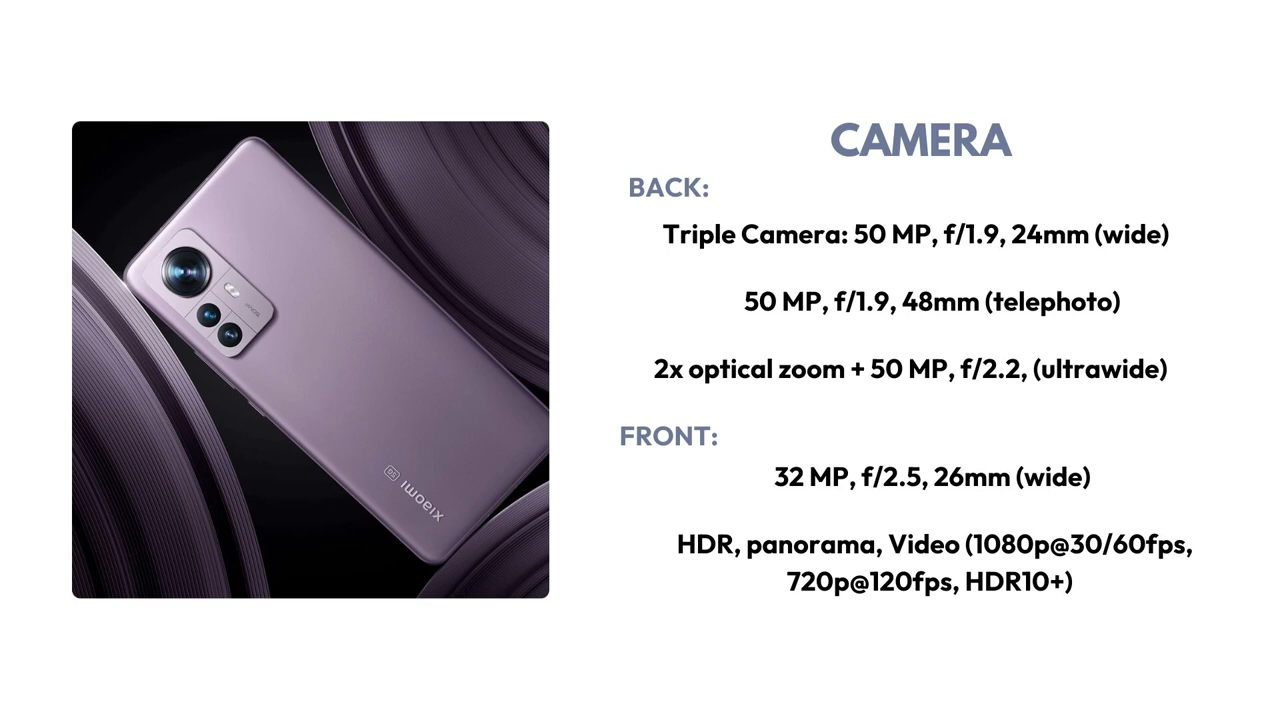 CAMERA
BACK:
Triple Camera: 50 MP, f/1.9, 24mm (wide)
50 MP, f/1.9, 48mm (telephoto)
2x optical zoom + 50 MP, f/2.2, (ultrawide)
FRONT:
32 MP, f/2.5, 26mm (wide)
HDR, panorama, Video (1080p@30/60fps,
720p@120fps, HDR10+)
xiaomi 5G